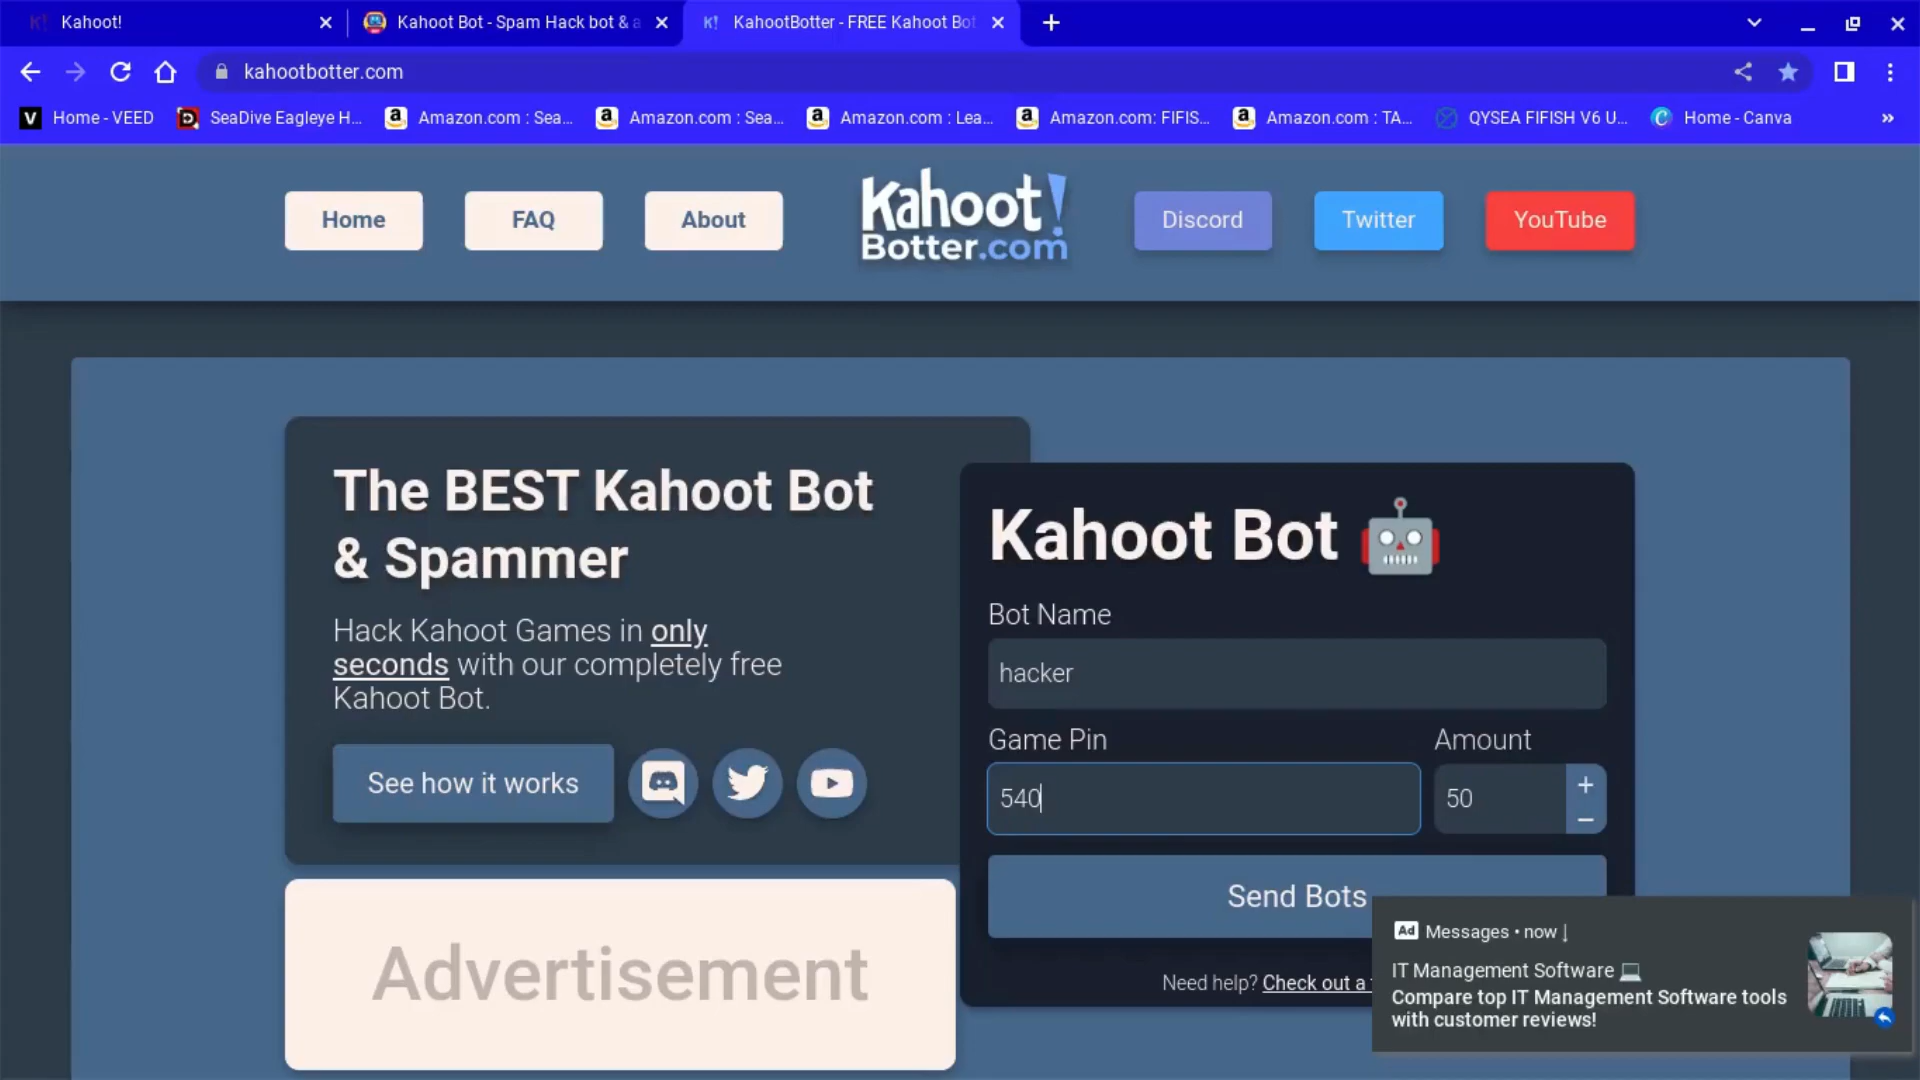 Kahoot!
Kahoot Bot - Spam Hack bot & a
KahootBotter - FREE Kahoot Bot
kahootbotter.com
Home - VEED
SeaDive Eagleye H...
Amazon.com : Sea...
Amazon.com : Sea...
Amazon.com : Lea...
Amazon.com: FIFIS...
Amazon.com : TA...
QYSEA FIFISH V6 U...
Home - Canva
Home
FAQ
About
Kahoot!
Botter.com
Discord
Twitter
YouTube
The BEST Kahoot Bot
& Spammer
Hack Kahoot Games in only
seconds with our completely free
Kahoot Bot.
See how it works
Advertisement
Kahoot Bot
Bot Name
hacker
Game Pin
Amount
540
50
Send Bots
Need help? Check out a
Ad Messages • now
IT Management Software
Compare top IT Management Software tools
with customer reviews!